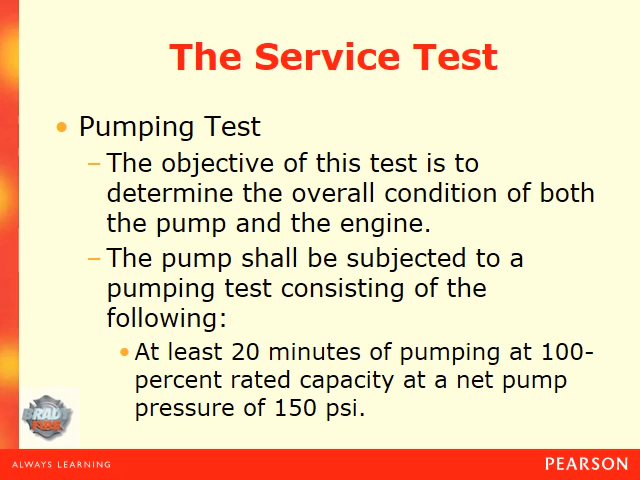 The Service Test
• Pumping Test
– The objective of this test is to
determine the overall condition of both
the pump and the engine.
– The pump shall be subjected to a
pumping test consisting of the
following:
• At least 20 minutes of pumping at 100-
percent rated capacity at a net pump
pressure of 150 psi.
BRADY
FIRE
ALWAYS LEARNING
PEARSON